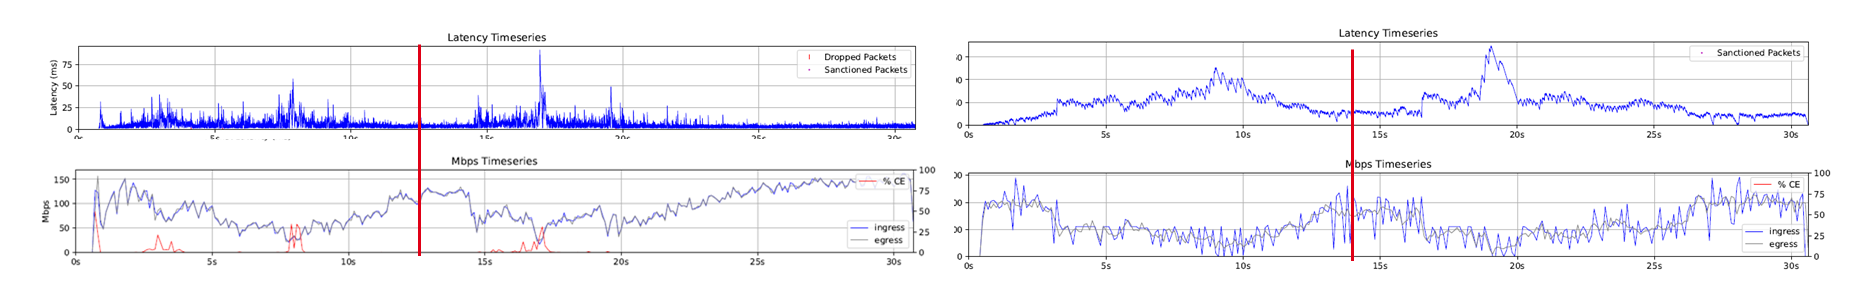 Latency Timeseries
Latency (ms)
75
50
25
0
Dropped Packets
Sanctioned Packets
0s 5s 10s 15s 20s 25s 30s
Mbps Timeseries
Mbps
150
100
50
0
100
75
50
25
0
% CE
ingress
egress
0s 5s 10s 15s 20s 25s 30s
Latency Timeseries
0
Sanctioned Packets
0s 5s 10s 15s 20s 25s 30s
Mbps Timeseries
0
100
75
50
25
0
% CE
ingress
egress
0s 5s 10s 15s 20s 25s 30s